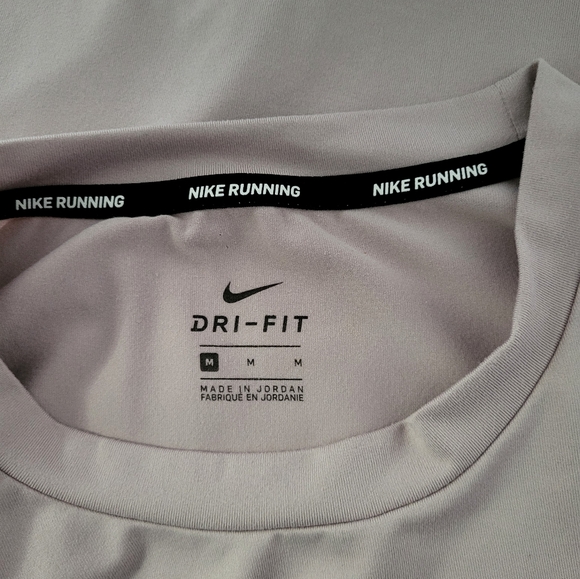 NIKE RUNNING NIKE RUNNING NIKE RUNNING
DRI-FIT
M M M
MADE IN JORDAN
FABRIQUÉ EN JORDANIE